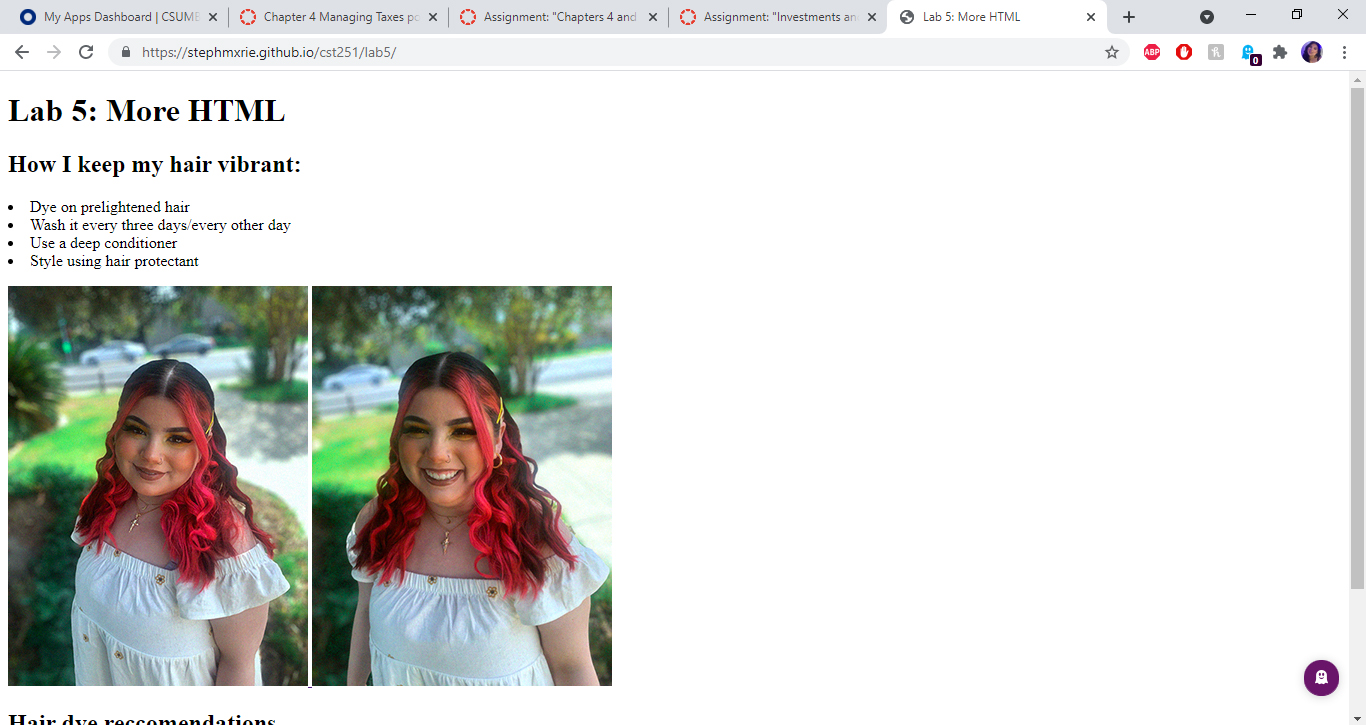 My Apps Dashboard | CSUMB
Chapter 4 Managing Taxes po
Assignment: "Chapters 4 and
Assignment: "Investments an
Lab 5: More HTML
https://stephmxrie.github.io/cst251/lab5/
ABP
0
Lab 5: More HTML
How I keep my hair vibrant:
Dye on prelightened hair
Wash it every three days/every other day
Use a deep conditioner
Style using hair protectant
Hair dye reccomendations